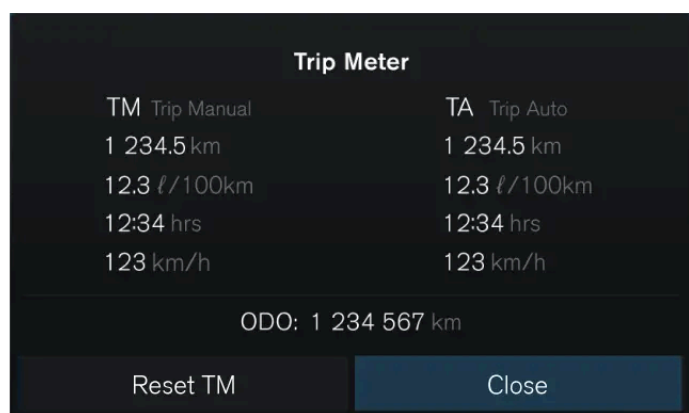 Trip Meter
TM Trip Manual TA Trip Auto
1 234.5 km 1 234.5 km
12.3 ℓ/100km 12.3 ℓ/100km
12:34 hrs 12:34 hrs
123 km/h 123 km/h
ODO: 1 234 567 km
Reset TM Close